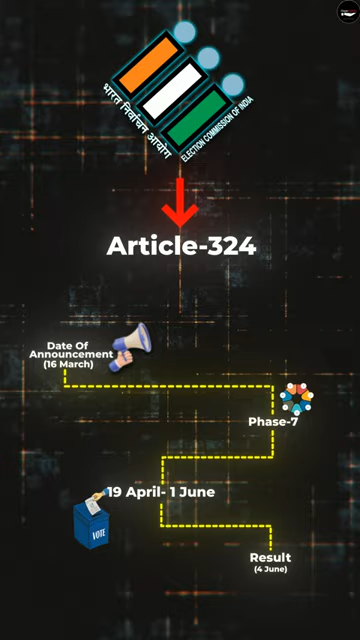 भारत निर्वाचन आयोग
ELECTION COMMISSION OF INDIA
Article-324
Date Of
Announcement
(16 March)
Phase-7
19 April- 1 June
VOTE
Result
(4 June)